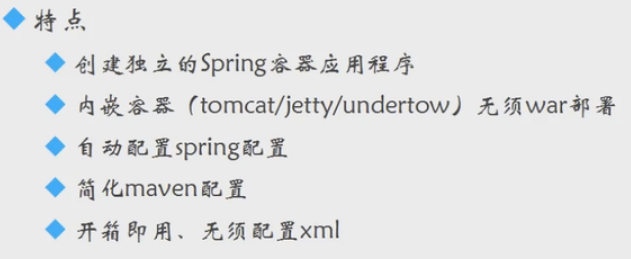 特点
创建独立的Spring容器应用程序
内嵌容器（tomcat/jetty/undertow）无须war部署
自动配置spring配置
简化maven配置
开箱即用、无须配置xml